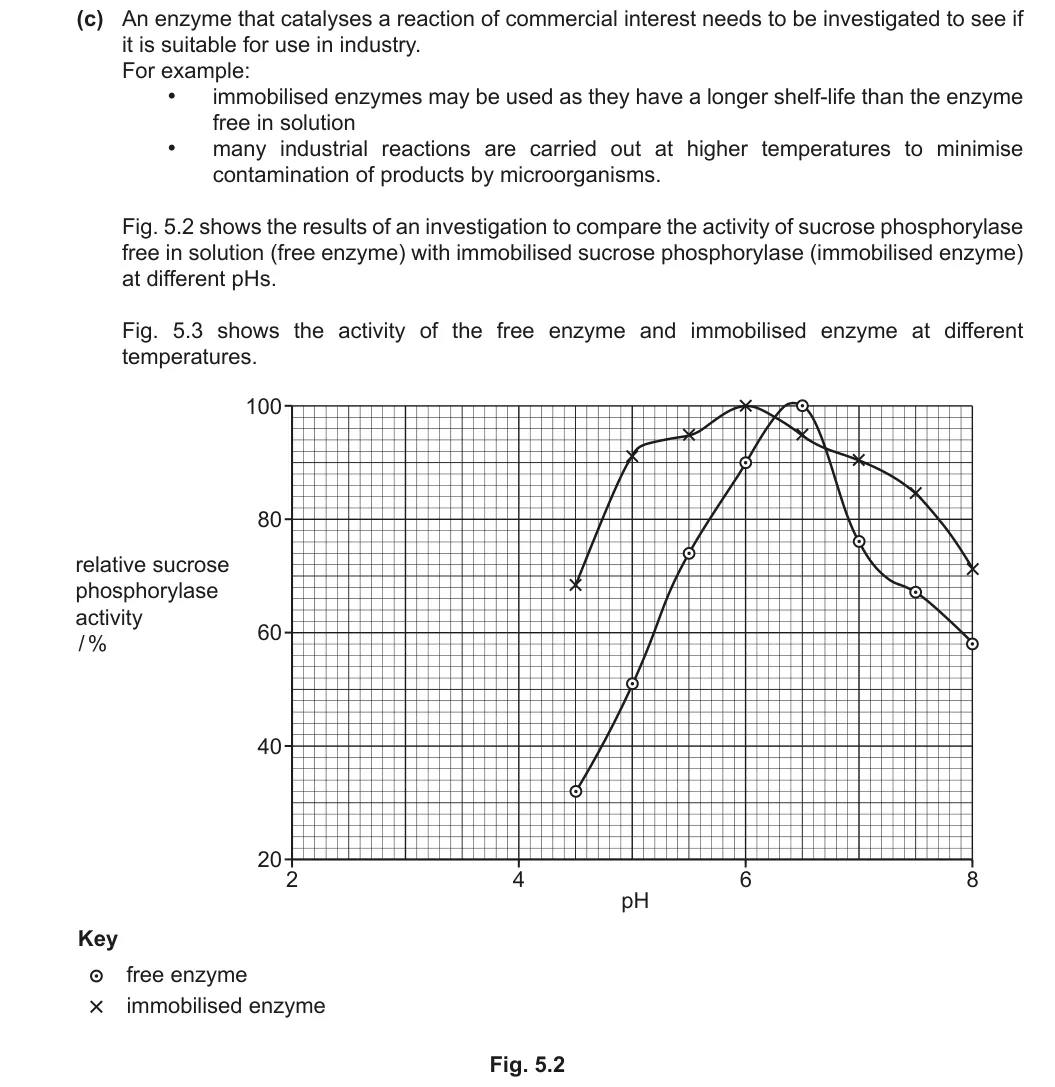 (c) An enzyme that catalyses a reaction of commercial interest needs to be investigated to see if
it is suitable for use in industry.
For example:
• immobilised enzymes may be used as they have a longer shelf-life than the enzyme
free in solution
• many industrial reactions are carried out at higher temperatures to minimise
contamination of products by microorganisms.
Fig. 5.2 shows the results of an investigation to compare the activity of sucrose phosphorylase
free in solution (free enzyme) with immobilised sucrose phosphorylase (immobilised enzyme)
at different pHs.
Fig. 5.3 shows the activity of the free enzyme and immobilised enzyme at different
temperatures.
100
80
relative sucrose
phosphorylase
activity
/ %
60
40
20
2 4 6 8
pH
Key
free enzyme
immobilised enzyme
Fig. 5.2